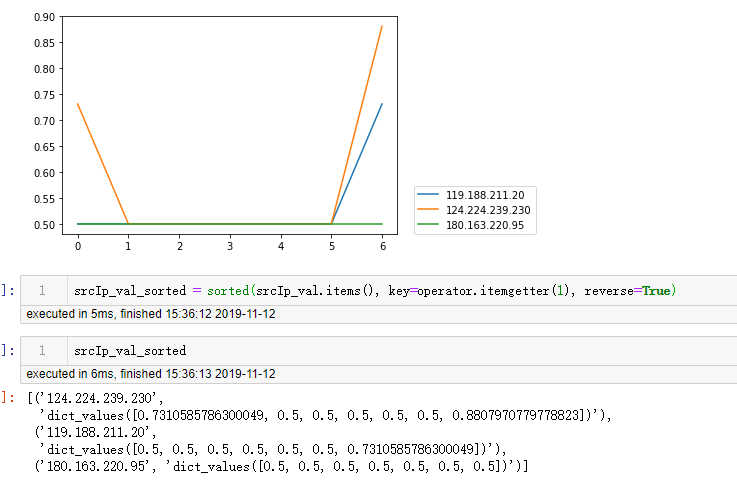 0.90
0.85
0.80
0.75
0.70
0.65
0.60
0.55
0.50
0 1 2 3 4 5 6
119.188.211.20
124.224.239.230
180.163.220.95
]: 1 srcIp_val_sorted = sorted(srcIp_val.items(), key=operator.itemgetter(1), reverse=True)
executed in 5ms, finished 15:36:12 2019-11-12
]: 1 srcIp_val_sorted
executed in 6ms, finished 15:36:13 2019-11-12
]: [('124.224.239.230',
'dict_values([0.7310585786300049, 0.5, 0.5, 0.5, 0.5, 0.5, 0.8807970779778823])'),
('119.188.211.20',
'dict_values([0.5, 0.5, 0.5, 0.5, 0.5, 0.5, 0.7310585786300049])'),
('180.163.220.95', 'dict_values([0.5, 0.5, 0.5, 0.5, 0.5, 0.5, 0.5])')]